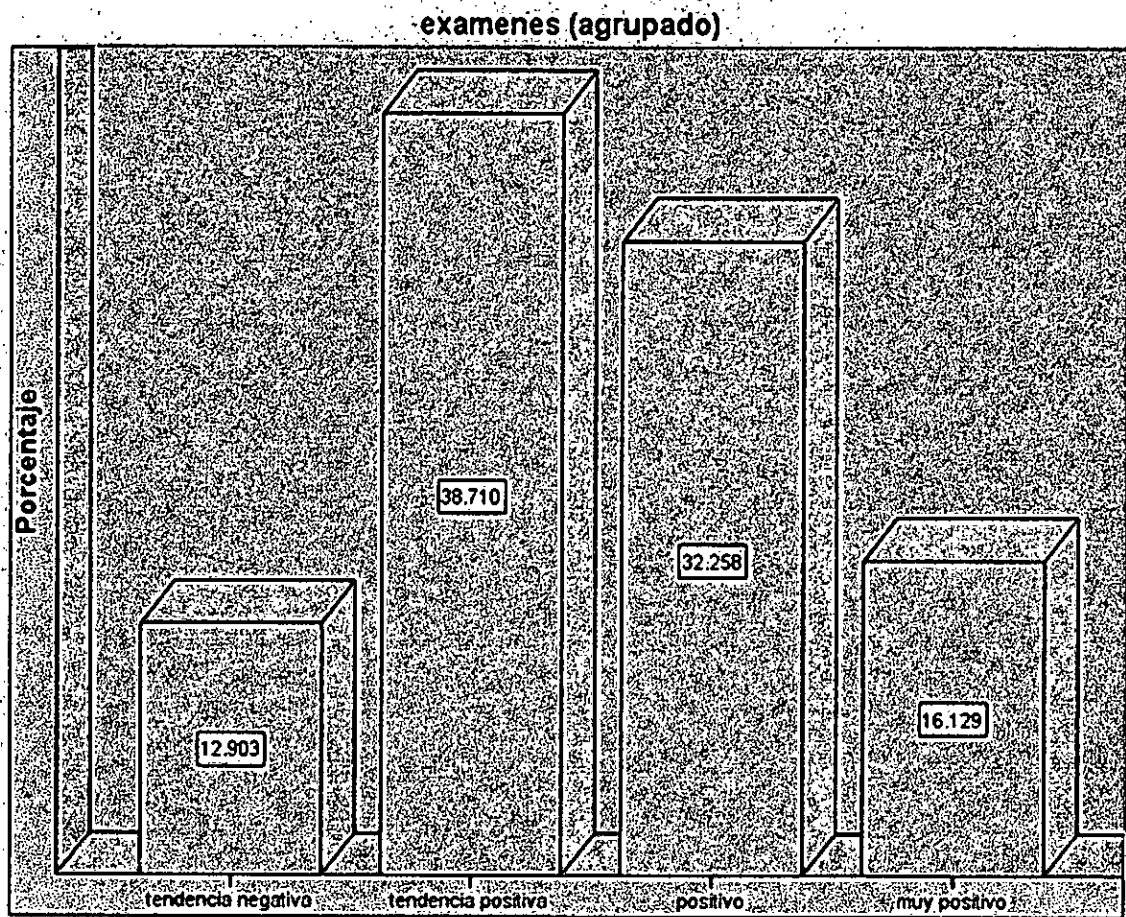 examenes (agrupado)
Porcentaje
12.903
38.710
32.258
16.129
tendencia negativo
tendencia positiva
positivo
muy positivo